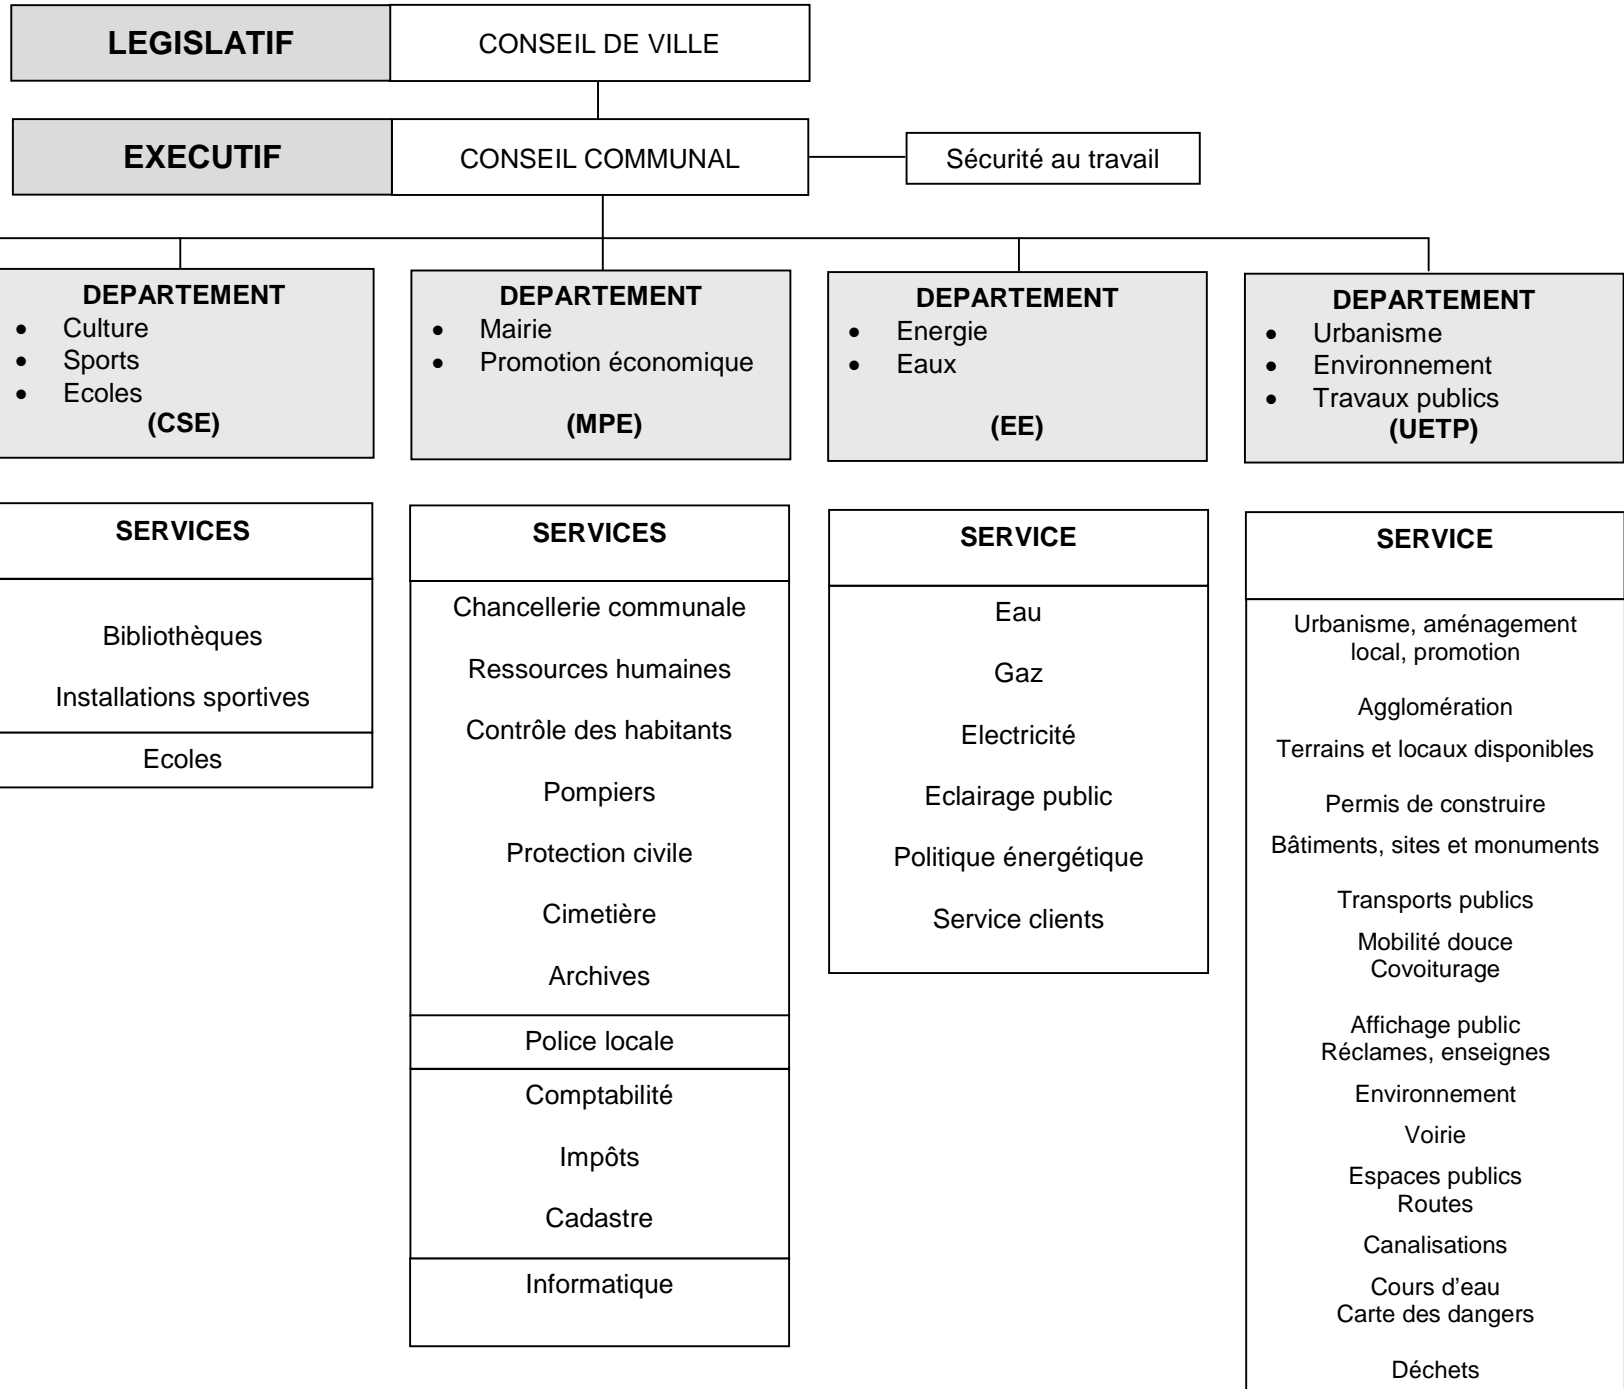 LEGISLATIF
CONSEIL DE VILLE
EXECUTIF
CONSEIL COMMUNAL
Sécurité au travail
DEPARTEMENT
• Culture
• Sports
• Ecoles
(CSE)
DEPARTEMENT
• Mairie
• Promotion économique
(MPE)
DEPARTEMENT
• Energie
• Eaux
(EE)
DEPARTEMENT
• Urbanisme
• Environnement
• Travaux publics
(UETP)
SERVICES
Bibliothèques
Installations sportives
Ecoles
SERVICES
Chancellerie communale
Ressources humaines
Contrôle des habitants
Pompiers
Protection civile
Cimetière
Archives
Police locale
Comptabilité
Impôts
Cadastre
Informatique
SERVICE
Eau
Gaz
Electricité
Eclairage public
Politique énergétique
Service clients
SERVICE
Urbanisme, aménagement
local, promotion
Agglomération
Terrains et locaux disponibles
Permis de construire
Bâtiments, sites et monuments
Transports publics
Mobilité douce
Covoiturage
Affichage public
Réclames, enseignes
Environnement
Voirie
Espaces publics
Routes
Canalisations
Cours d'eau
Carte des dangers
Déchets